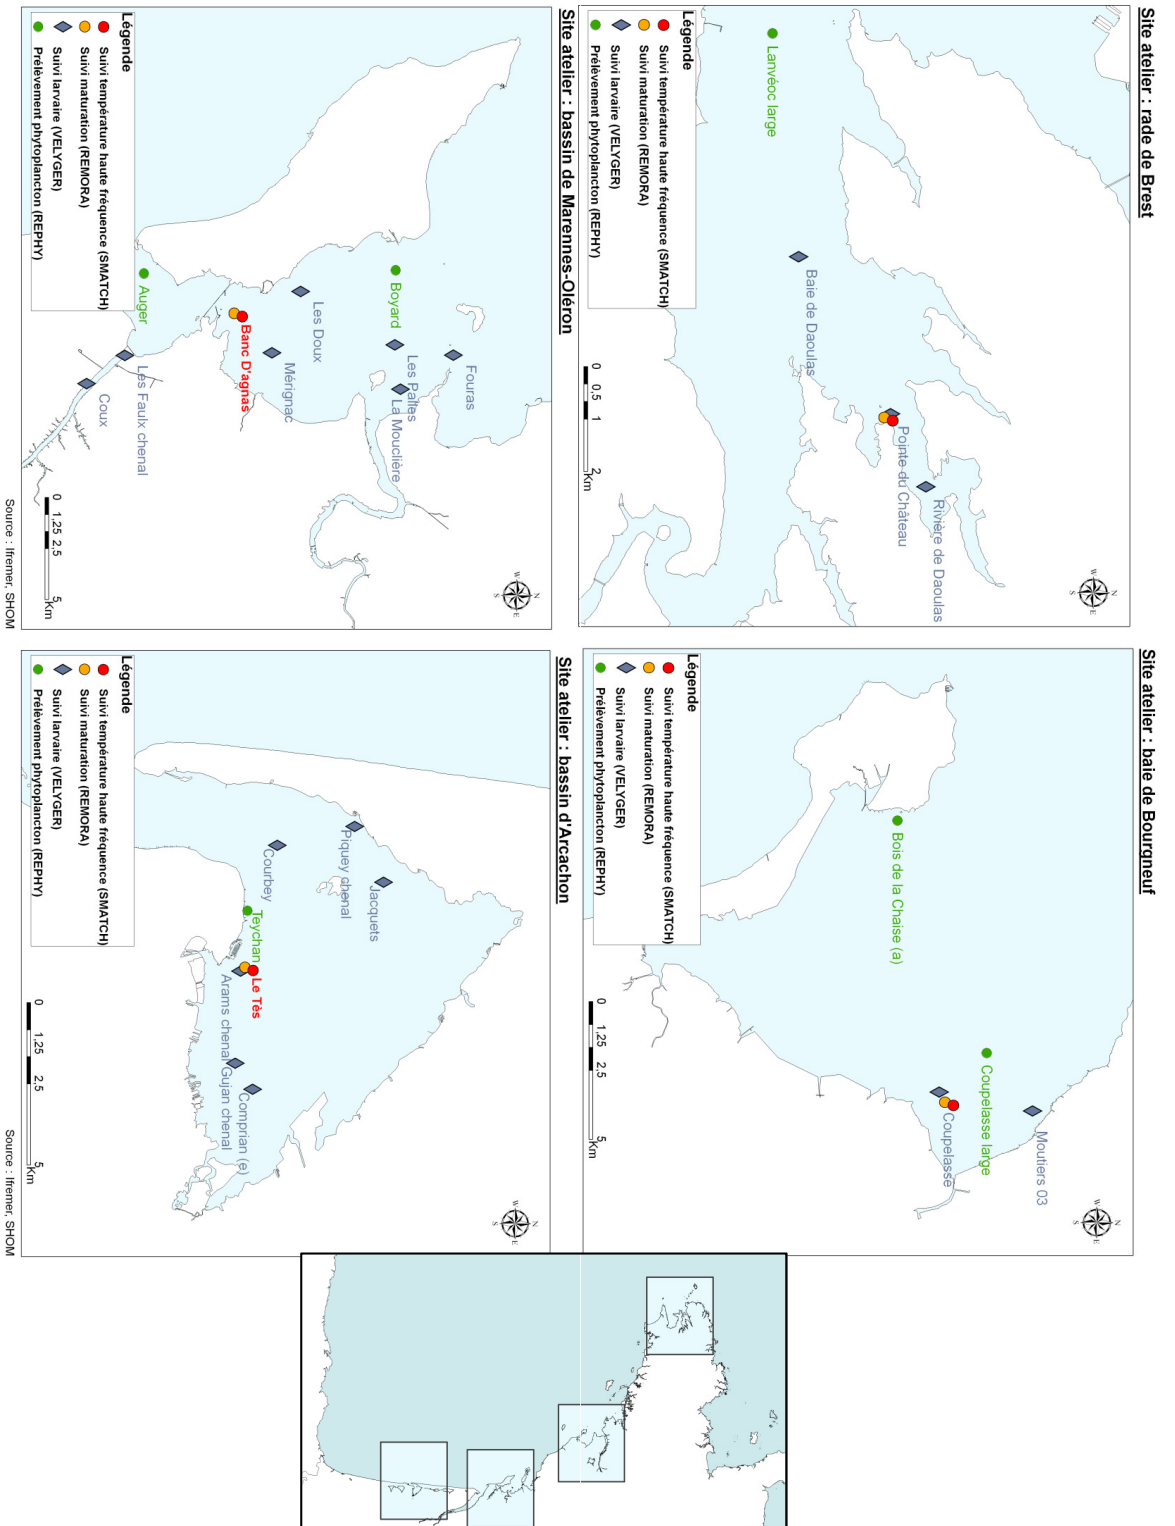 Site atelier : rade de Brest
Lanvéoc large
Baie de Daoulas
Pointe du Château
Rivière de Daoulas
Légende
Suivi température haute fréquence (SMATCH)
Suivi maturation (REMORA)
Suivi larvaire (VELYGER)
Prélèvement phytoplancton (REPHY)
0 0,5 1 2
Km
N
W E
S
Site atelier : baie de Bourgneuf
Bois de la Chaise (a)
Coupelasse large
Moutiers 03
Coupelasse
Légende
Suivi température haute fréquence (SMATCH)
Suivi maturation (REMORA)
Suivi larvaire (VELYGER)
Prélèvement phytoplancton (REPHY)
0 1,25 2,5 5
Km
N
W E
S
Site atelier : bassin de Marennes-Oléron
Fouras
Boyard
Les Palles
La Mouclière
Les Doux
Mérignac
Banc D'agnas
Auger
Les Faulx chenal
Coux
Légende
Suivi température haute fréquence (SMATCH)
Suivi maturation (REMORA)
Suivi larvaire (VELYGER)
Prélèvement phytoplancton (REPHY)
0 1,25 2,5 5
Km
N
W E
S
Source : Ifremer, SHOM
Site atelier : bassin d'Arcachon
Jacquets
Piquey chenal
Courbey
Teychan
Le Tès
Comprian (e)
Arams chenal Gujan chenal
Légende
Suivi température haute fréquence (SMATCH)
Suivi maturation (REMORA)
Suivi larvaire (VELYGER)
Prélèvement phytoplancton (REPHY)
0 1,25 2,5 5
Km
N
W E
S
Source : Ifremer, SHOM